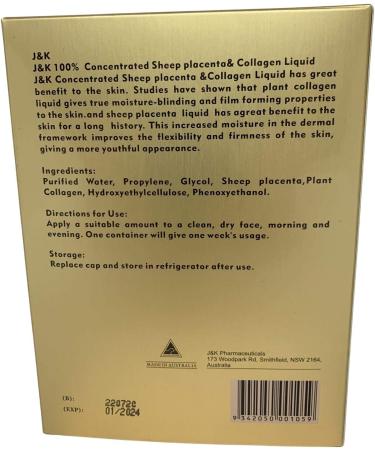 J&K
J&K 100% Concentrated Sheep placenta& Collagen Liquid
J&K Concentrated Sheep placenta &Collagen Liquid has great
benefit to the skin. Studies have shown that plant collagen
liquid gives true moisture-blinding and film forming properties
to the skin.and sheep placenta liquid has agreat benefit to the
skin for a long history. This increased moisture in the dermal
framework improves the flexibility and firmness of the skin,
giving a more youthful appearance.
Ingredients:
Purified Water, Propylene, Glycol, Sheep placenta,Plant
Collagen, Hydroxyethylcellulose, Phenoxyethanol.
Directions for Use:
Apply a suitable amount to a clean, dry face, morning and
evening. One container will give one week's usage.
Storage:
Replace cap and store in refrigerator after use.
MADE IN AUSTRALIA
J&K Pharmaceuticals
173 Woodpark Rd, Smithfield, NSW 2164,
Australia
(B): 22072C
(EXP): 01/2024
9 342050 001059